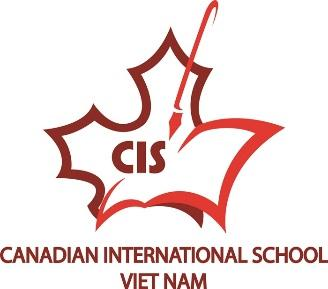 CIS
CANADIAN INTERNATIONAL SCHOOL
VIET NAM